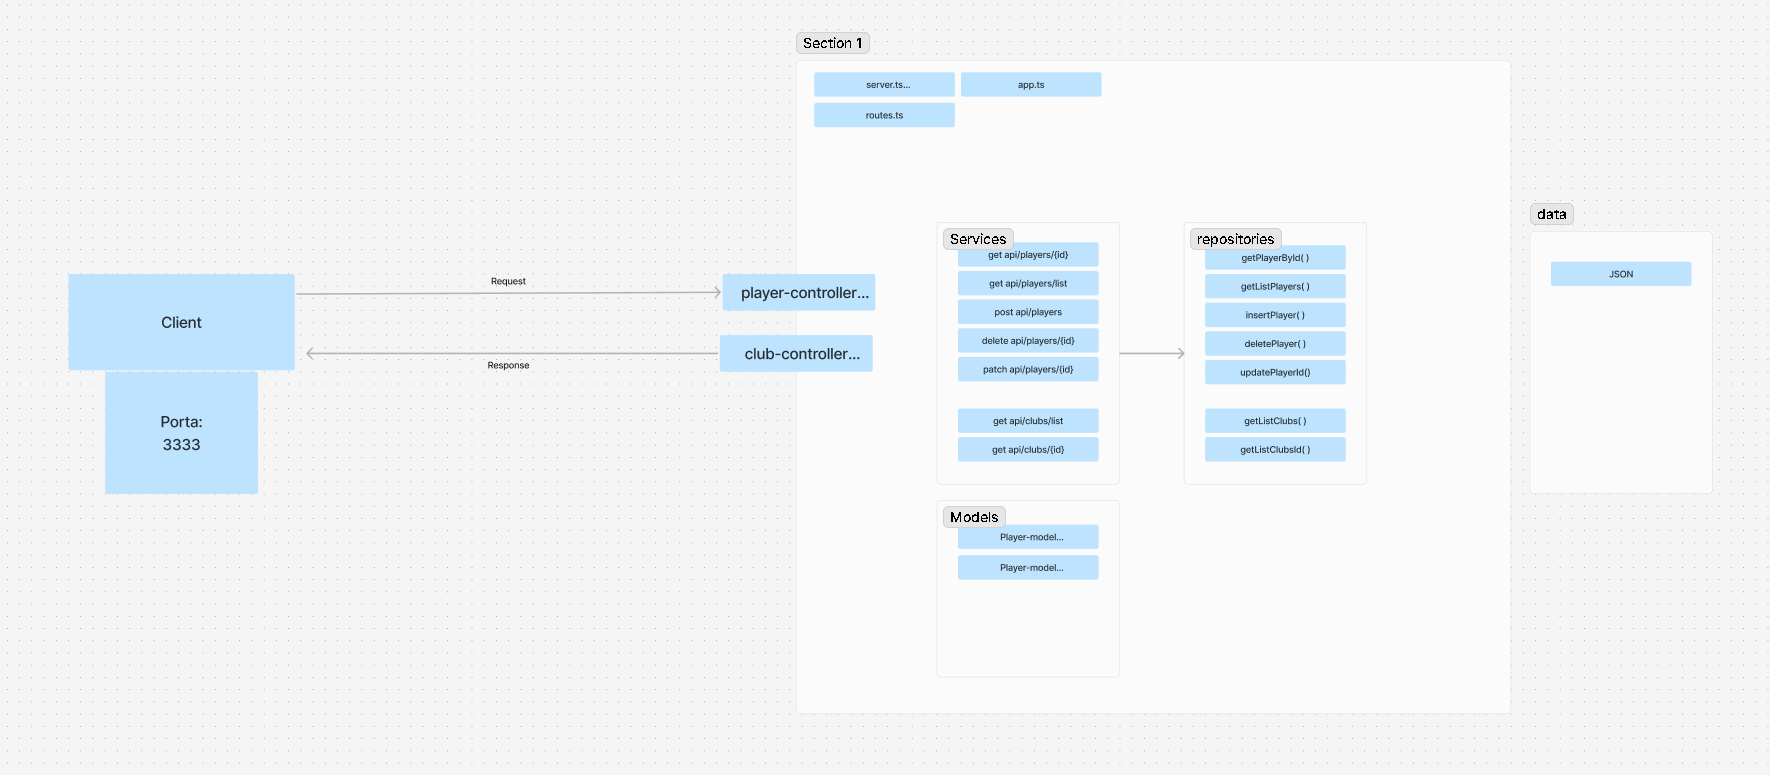 Section 1
server.ts...
app.ts
routes.ts
Client
Porta:
3333
Request
Response
player-controller...
club-controller...
Services
get api/players/{id}
get api/players/list
post api/players
delete api/players/{id}
patch api/players/{id}
get api/clubs/list
get api/clubs/{id}
repositories
getPlayerById( )
getListPlayers( )
insertPlayer( )
deletePlayer( )
updatePlayerId()
getListClubs( )
getListClubsId( )
Models
Player-model...
Player-model...
data
JSON